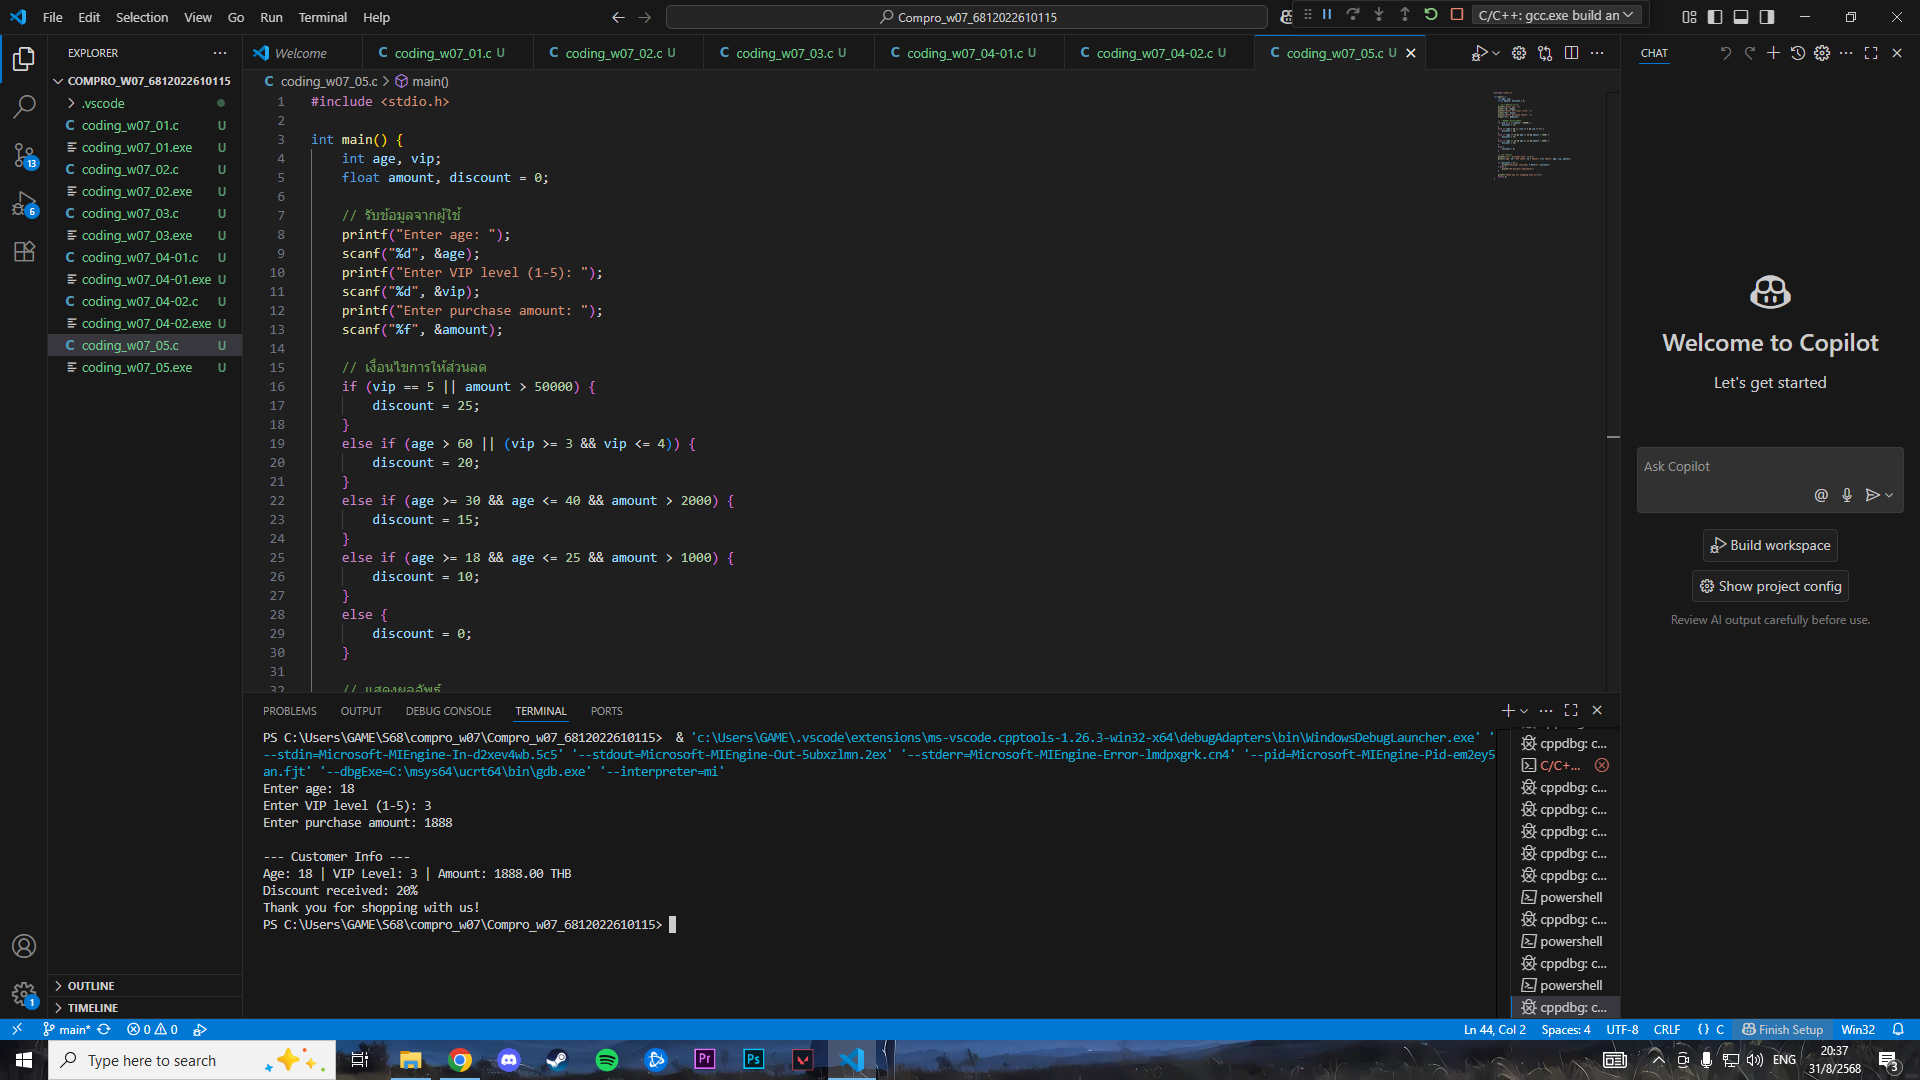 File Edit Selection View Go Run Terminal Help
Compro_w07_6812022610115
C/C++: gcc.exe build an
EXPLORER
COMPRO_W07_6812022610115
.vscode
C coding_w07_01.c U
coding_w07_01.exe U
C coding_w07_02.c U
coding_w07_02.exe U
C coding_w07_03.c U
coding_w07_03.exe U
C coding_w07_04-01.c U
coding_w07_04-01.exe U
C coding_w07_04-02.c U
coding_w07_04-02.exe U
C coding_w07_05.c U
coding_w07_05.exe U
13
6
1
OUTLINE
TIMELINE
Welcome
C coding_w07_01.c U
C coding_w07_02.c U
C coding_w07_03.c U
C coding_w07_04-01.c U
C coding_w07_04-02.c U
C coding_w07_05.c U
C coding_w07_05.c > main()
1 #include <stdio.h>
2
3 int main() {
4 int age, vip;
5 float amount, discount = 0;
6
7 // รับข้อมูลจากผู้ใช้
8 printf("Enter age: ");
9 scanf("%d", &age);
10 printf("Enter VIP level (1-5): ");
11 scanf("%d", &vip);
12 printf("Enter purchase amount: ");
13 scanf("%f", &amount);
14
15 // เงื่อนไขการให้ส่วนลด
16 if (vip == 5 || amount > 50000) {
17 discount = 25;
18 }
19 else if (age > 60 || (vip >= 3 && vip <= 4)) {
20 discount = 20;
21 }
22 else if (age >= 30 && age <= 40 && amount > 2000) {
23 discount = 15;
24 }
25 else if (age >= 18 && age <= 25 && amount > 1000) {
26 discount = 10;
27 }
28 else {
29 discount = 0;
30 }
31
32 // แสดงผลลัพธ์
PROBLEMS OUTPUT DEBUG CONSOLE TERMINAL PORTS
PS C:\Users\GAME\S68\compro_w07\Compro_w07_6812022610115> & 'c:\Users\GAME\.vscode\extensions\ms-vscode.cpptools-1.26.3-win32-x64\debugAdapters\bin\WindowsDebugLauncher.exe' '
--stdin=Microsoft-MIEngine-In-d2xev4wb.5c5' '--stdout=Microsoft-MIEngine-Out-5ubxzlmn.2ex' '--stderr=Microsoft-MIEngine-Error-lmdpxgrk.cn4' '--pid=Microsoft-MIEngine-Pid-em2ey5
an.fjt' '--dbgExe=C:\msys64\ucrt64\bin\gdb.exe' '--interpreter=mi'
Enter age: 18
Enter VIP level (1-5): 3
Enter purchase amount: 1888
--- Customer Info ---
Age: 18 | VIP Level: 3 | Amount: 1888.00 THB
Discount received: 20%
Thank you for shopping with us!
PS C:\Users\GAME\S68\compro_w07\Compro_w07_6812022610115>
cppdbg: c...
C/C+...
cppdbg: c...
cppdbg: c...
cppdbg: c...
cppdbg: c...
cppdbg: c...
powershell
cppdbg: c...
powershell
cppdbg: c...
powershell
cppdbg: c...
CHAT
Welcome to Copilot
Let's get started
Ask Copilot
Build workspace
Show project config
Review AI output carefully before use.
main* 0 0
Ln 44, Col 2 Spaces: 4 UTF-8 CRLF {} C Finish Setup Win32
Type here to search
Pr
Ps
ENG
20:37
31/8/2568
3